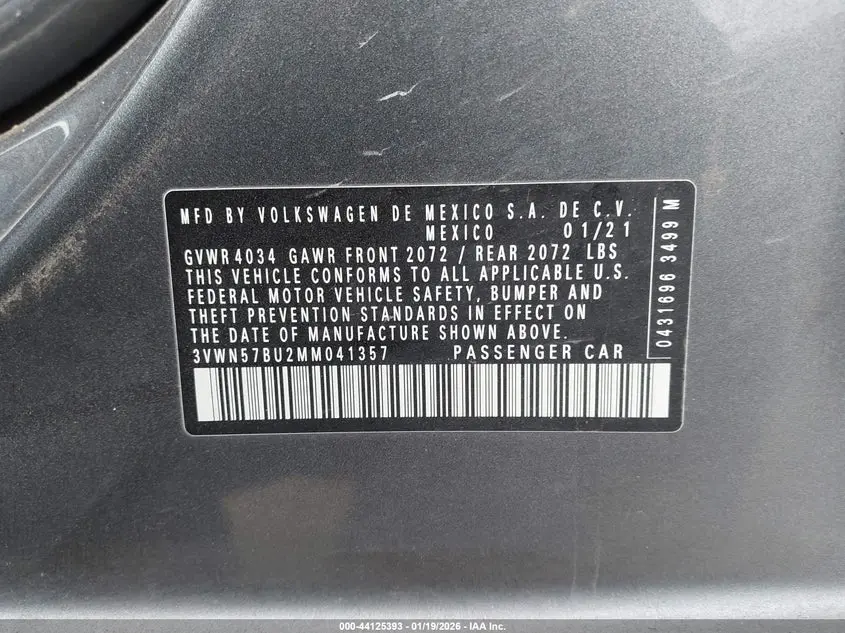 MFD BY VOLKSWAGEN DE MEXICO S.A. DE C.V.
MEXICO 01/21
GVWR 4034 GAWR FRONT 2072 / REAR 2072 LBS
THIS VEHICLE CONFORMS TO ALL APPLICABLE U.S.
FEDERAL MOTOR VEHICLE SAFETY, BUMPER AND
THEFT PREVENTION STANDARDS IN EFFECT ON
THE DATE OF MANUFACTURE SHOWN ABOVE.
3VWN57BU2MM041357 PASSENGER CAR
0431696 3499 M
000-44125393 - 01/19/2026 - IAA Inc.